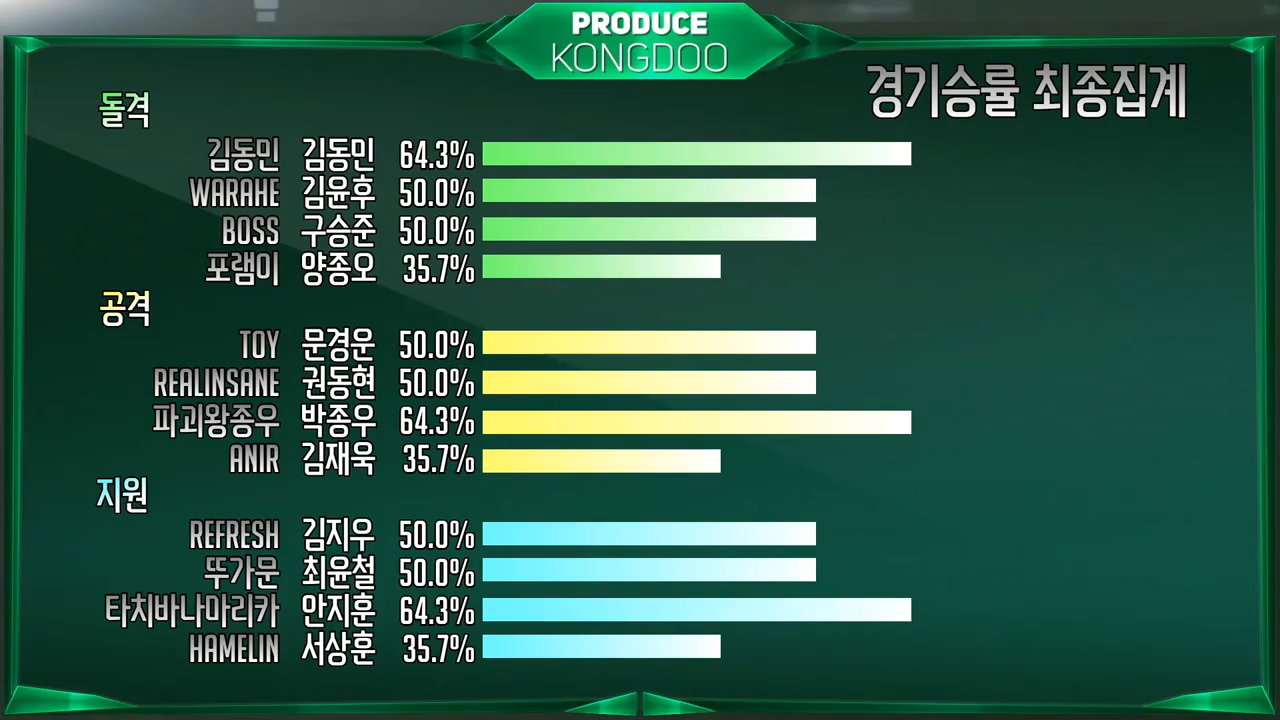 PRODUCE
KONGDOO
경기승률 최종집계
돌격
김동민 김동민 64.3%
WARAHE 김윤후 50.0%
BOSS 구승준 50.0%
포램이 양종오 35.7%
공격
TOY 문경운 50.0%
REALINSANE 권동현 50.0%
파괴왕종우 박종우 64.3%
ANIR 김재욱 35.7%
지원
REFRESH 김지우 50.0%
뚜가문 최윤철 50.0%
타치바나마리카 안지훈 64.3%
HAMELIN 서상훈 35.7%